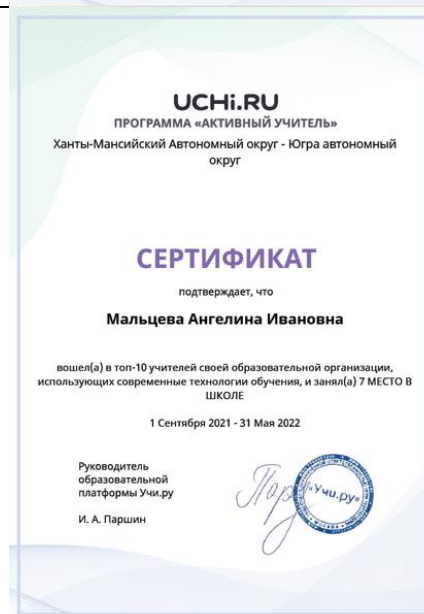 UCHi.RU
ПРОГРАММА «АКТИВНЫЙ УЧИТЕЛЬ»
Ханты-Мансийский Автономный округ - Югра автономный
округ
СЕРТИФИКАТ
подтверждает, что
Мальцева Ангелина Ивановна
вошел(а) в топ-10 учителей своей образовательной организации,
использующих современные технологии обучения, и занял(а) 7 МЕСТО В
ШКОЛЕ
1 Сентября 2021 - 31 Мая 2022
Руководитель
образовательной
платформы Учи.ру
И. А. Паршин
«Учи.ру»